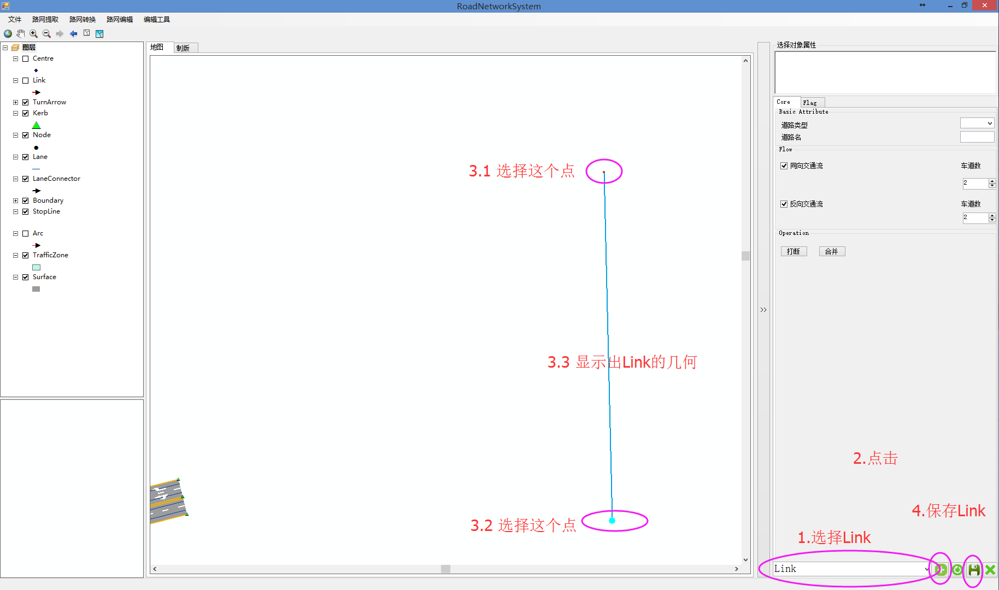 RoadNetworkSystem
文件 路网提取 路网转换 路网编辑 编辑工具
图层
Centre
Link
TurnArrow
Kerb
Node
Lane
LaneConnector
Boundary
StopLine
Arc
TrafficZone
Surface
地图 制版
3.1 选择这个点
3.3 显示出Link的几何
3.2 选择这个点
>>
选择对象属性
Core Flag
Basic Attribute
道路类型
道路名
Flow
同向交通流 车道数
2
反向交通流 车道数
2
Operation
打断 合并
2.点击
4.保存Link
1.选择Link
Link